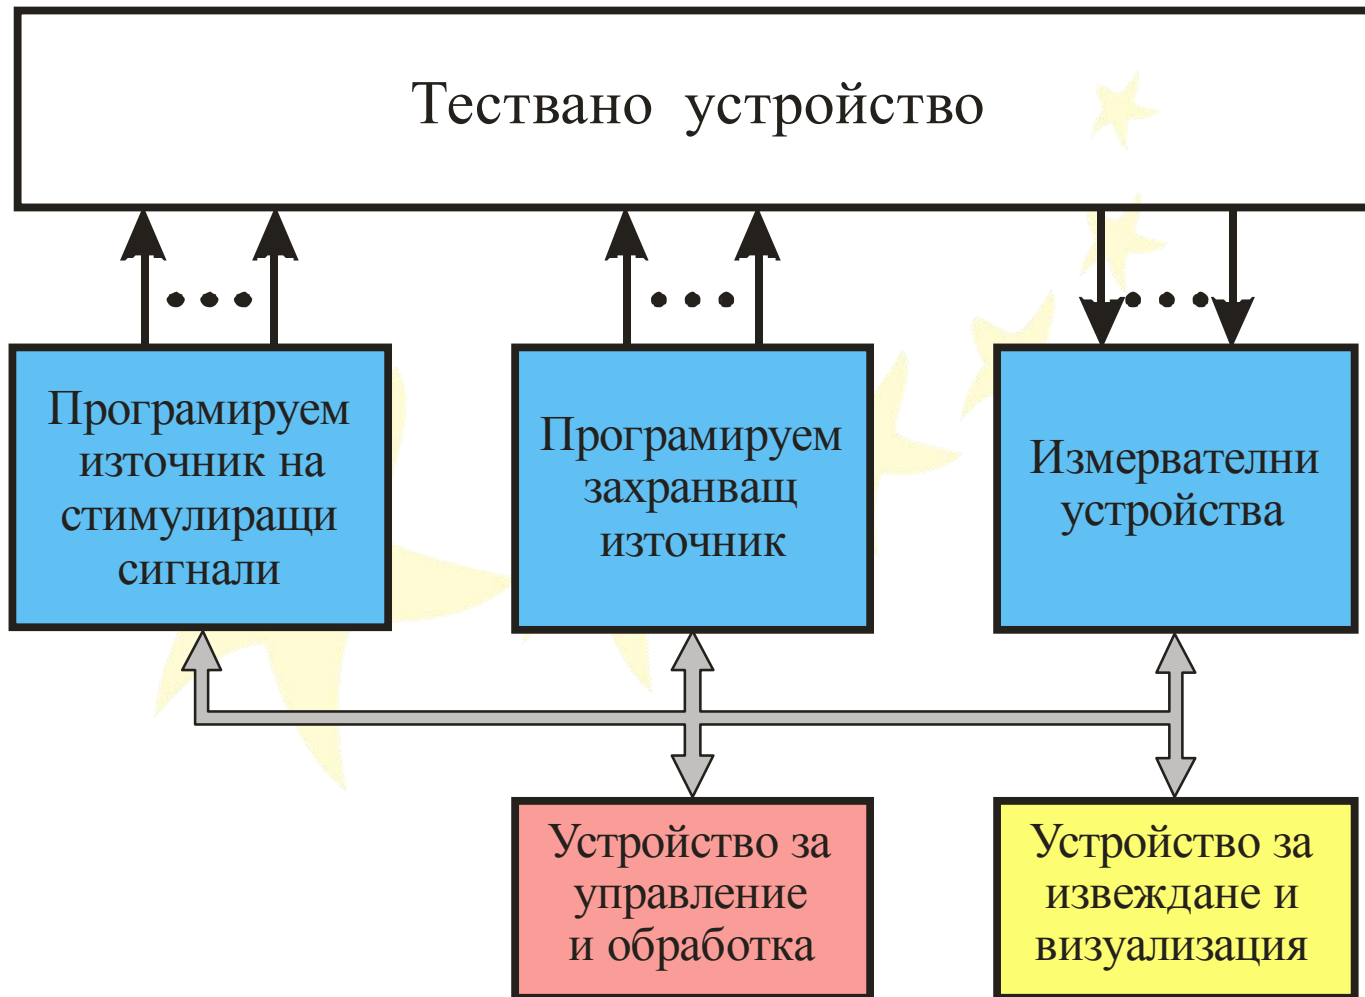 Тествано устройство
Програмируем
източник на
стимулиращи
сигнали
Програмируем
захранващ
източник
Измервателни
устройства
Устройство за
управление
и обработка
Устройство за
извеждане и
визуализация